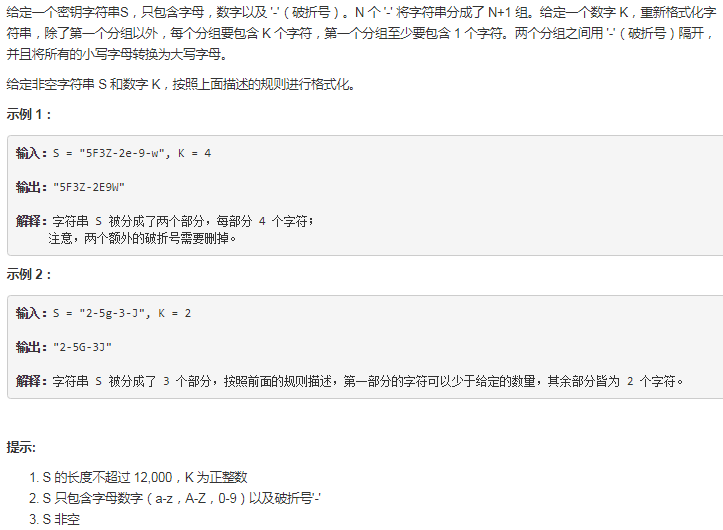 给定一个密钥字符串S，只包含字母，数字以及 '-'（破折号）。N 个 '-' 将字符串分成了 N+1 组。给定一个数字 K，重新格式化字
符串，除了第一个分组以外，每个分组要包含 K 个字符，第一个分组至少要包含 1 个字符。两个分组之间用 '-'（破折号）隔开，
并且将所有的小写字母转换为大写字母。
给定非空字符串 S 和数字 K，按照上面描述的规则进行格式化。
示例 1：
输入：S = "5F3Z-2e-9-w", K = 4
输出："5F3Z-2E9W"
解释：字符串 S 被分成了两个部分，每部分 4 个字符；
注意，两个额外的破折号需要删掉。
示例 2：
输入：S = "2-5g-3-J", K = 2
输出："2-5G-3J"
解释：字符串 S 被分成了 3 个部分，按照前面的规则描述，第一部分的字符可以少于给定的数量，其余部分皆为 2 个字符。
提示:
1. S 的长度不超过 12,000，K 为正整数
2. S 只包含字母数字（a-z，A-Z，0-9）以及破折号'-'
3. S 非空